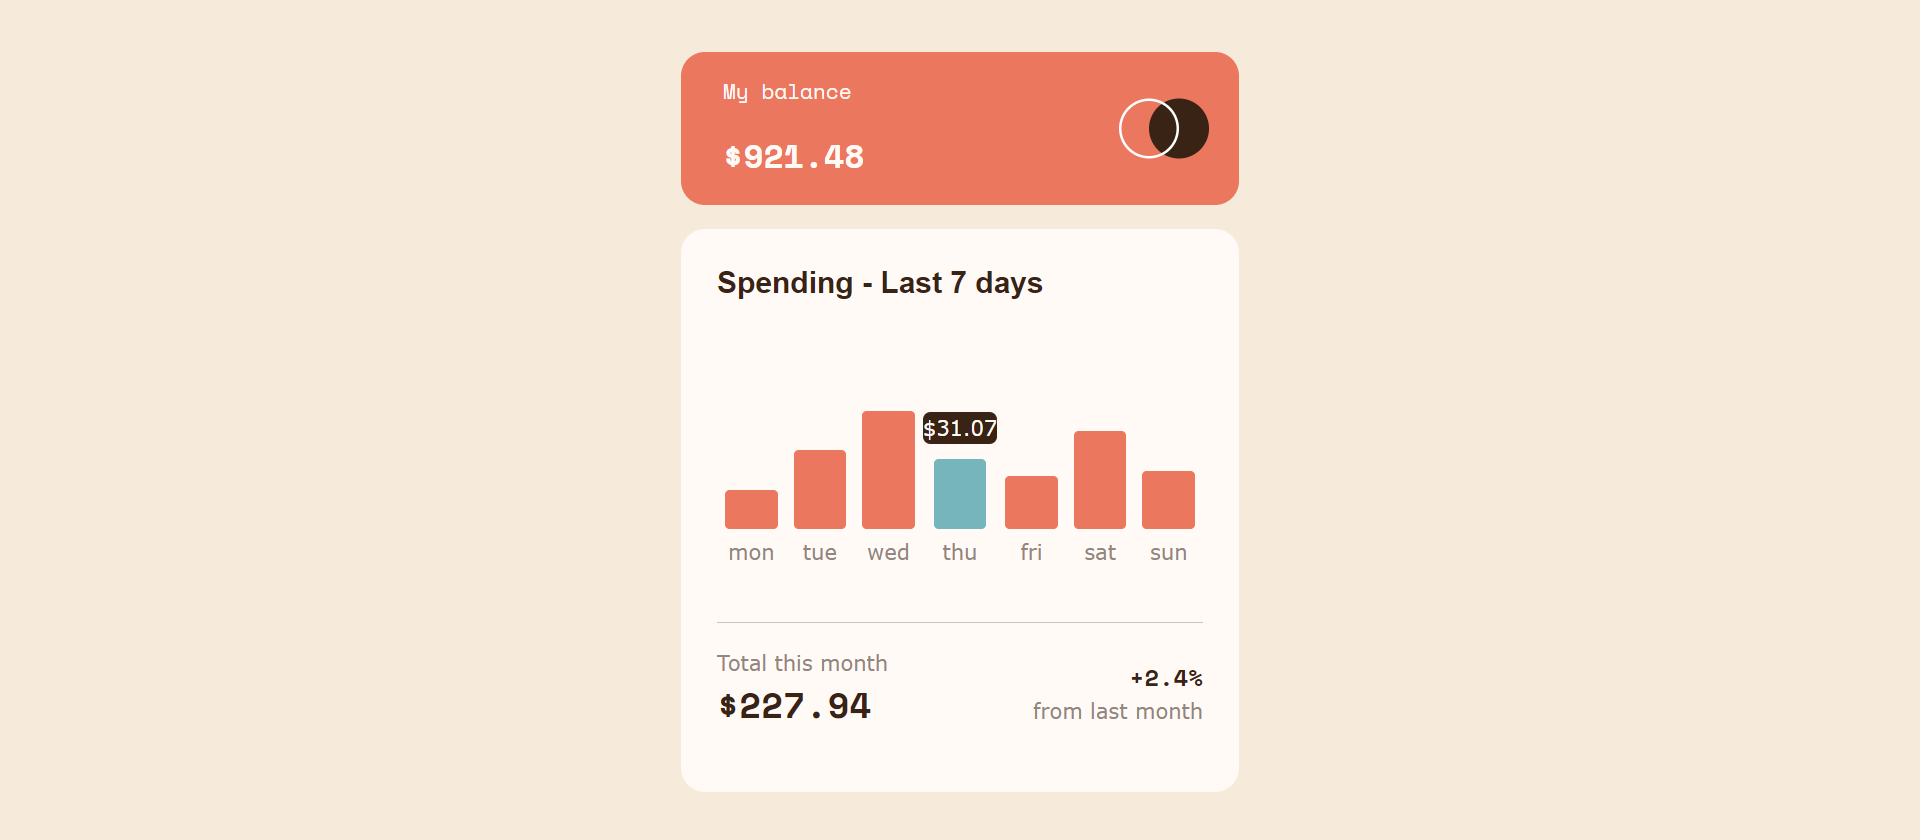 My balance
$921.48
Spending - Last 7 days
$31.07
mon tue wed thu fri sat sun
Total this month
$227.94
+2.4%
from last month